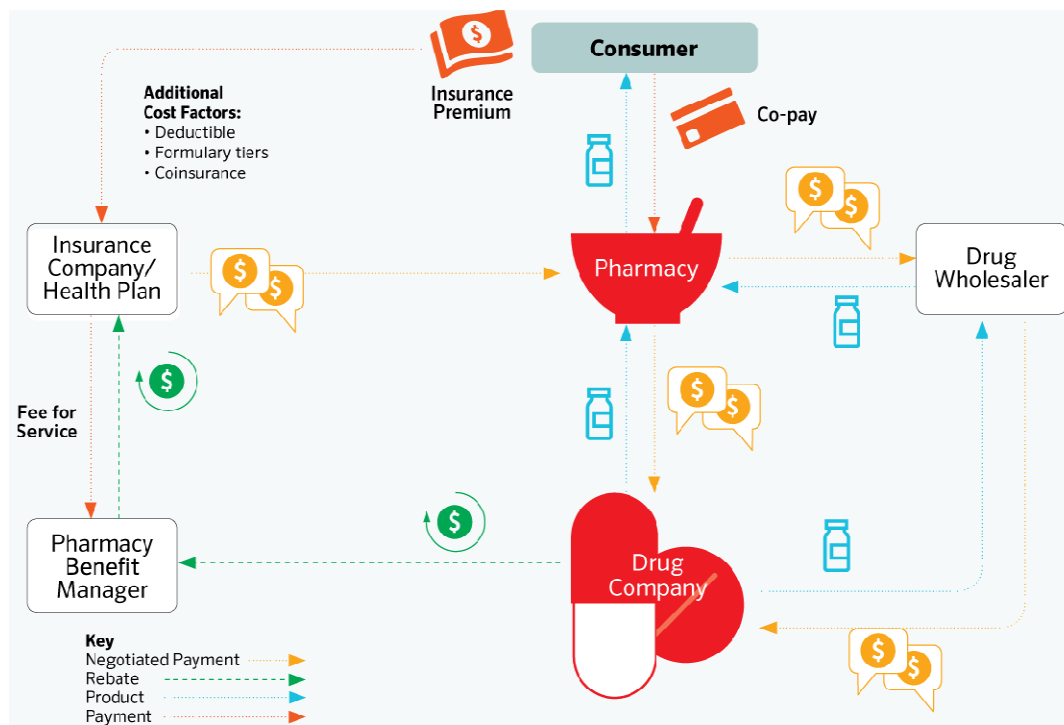 Consumer
Insurance
Premium
Co-pay
Additional
Cost Factors:
• Deductible
• Formulary tiers
• Coinsurance
Insurance
Company/
Health Plan
$
$
Pharmacy
$
$
Drug
Wholesaler
$
Fee for
Service
$
$
Pharmacy
Benefit
Manager
$
Drug
Company
$
$
Key
Negotiated Payment
Rebate
Product
Payment